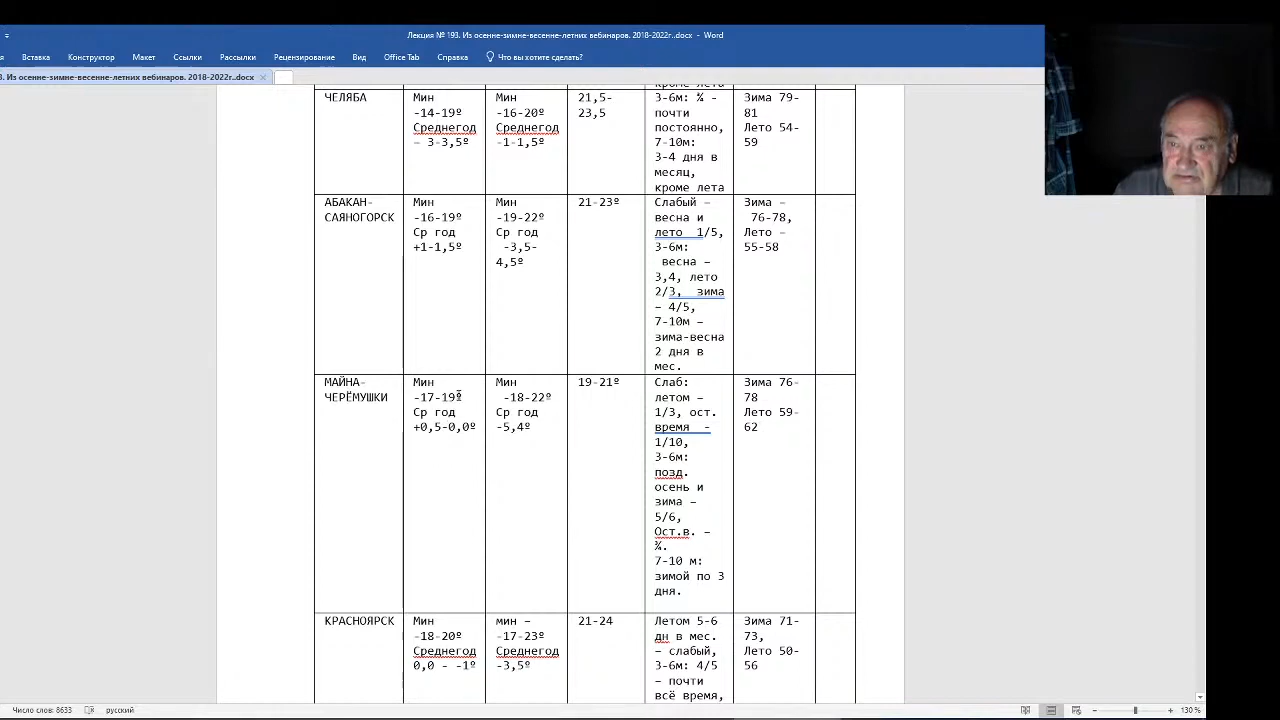 Лекция № 193. Из осенне-зимне-весенне-летних вебинаров. 2018-2022г..docx - Word
Вставка Конструктор Макет Ссылки Рассылки Рецензирование Вид Office Tab Справка Что вы хотите сделать?
3. Из осенне-зимне-весенне-летних вебинаров. 2018-2022г..docx
кроме лета
ЧЕЛЯБА
Мин
-14-19º
Среднегод
– 3-3,5º
Мин
-16-20º
Среднегод
-1-1,5º
21,5-
23,5
3-6м: ¾ -
почти
постоянно,
7-10м:
3-4 дня в
месяц,
кроме лета
Зима 79-
81
Лето 54-
59
АБАКАН-
САЯНОГОРСК
Мин
-16-19º
Ср год
+1-1,5º
Мин
-19-22º
Ср год
-3,5-
4,5º
21-23º
Слабый –
весна и
лето 1/5,
3-6м:
весна –
3,4, лето
2/3, зима
– 4/5,
7-10м –
зима-весна
2 дня в
мес.
Зима –
76-78,
Лето –
55-58
МАЙНА-
ЧЕРЁМУШКИ
Мин
-17-19º
Ср год
+0,5-0,0º
Мин
-18-22º
Ср год
-5,4º
19-21º
Слаб:
летом –
1/3, ост.
время -
1/10,
3-6м:
позд.
осень и
зима –
5/6,
Ост.в. –
¾.
7-10 м:
зимой по 3
дня.
Зима 76-
78
Лето 59-
62
КРАСНОЯРСК
Мин
-18-20º
Среднегод
0,0 - -1º
мин –
-17-23º
Среднегод
-3,5º
21-24
Летом 5-6
дн в мес.
– слабый,
3-6м: 4/5
– почти
всё время,
Зима 71-
73,
Лето 50-
56
Число слов: 8633 русский 130 %